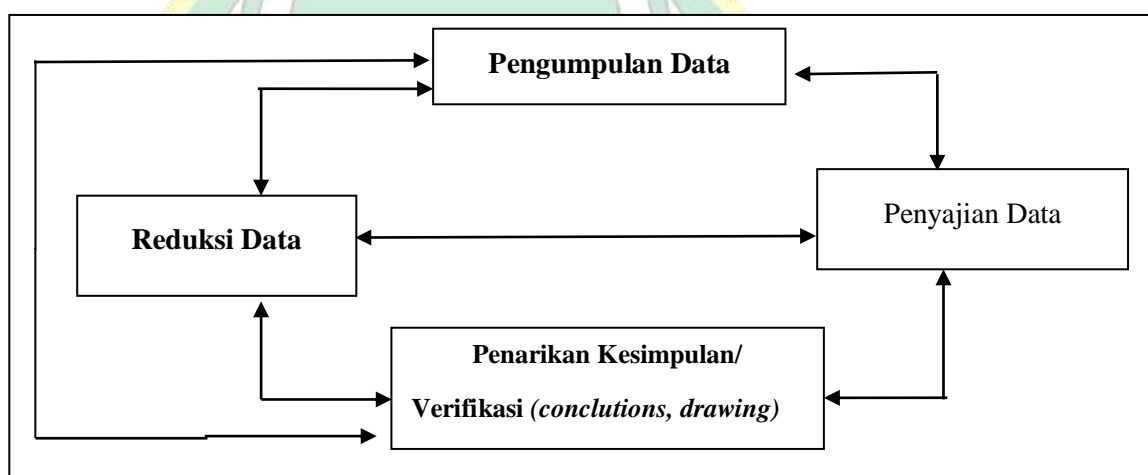 Pengumpulan Data
Reduksi Data
Penyajian Data
Penarikan Kesimpulan/
Verifikasi (conclutions, drawing)